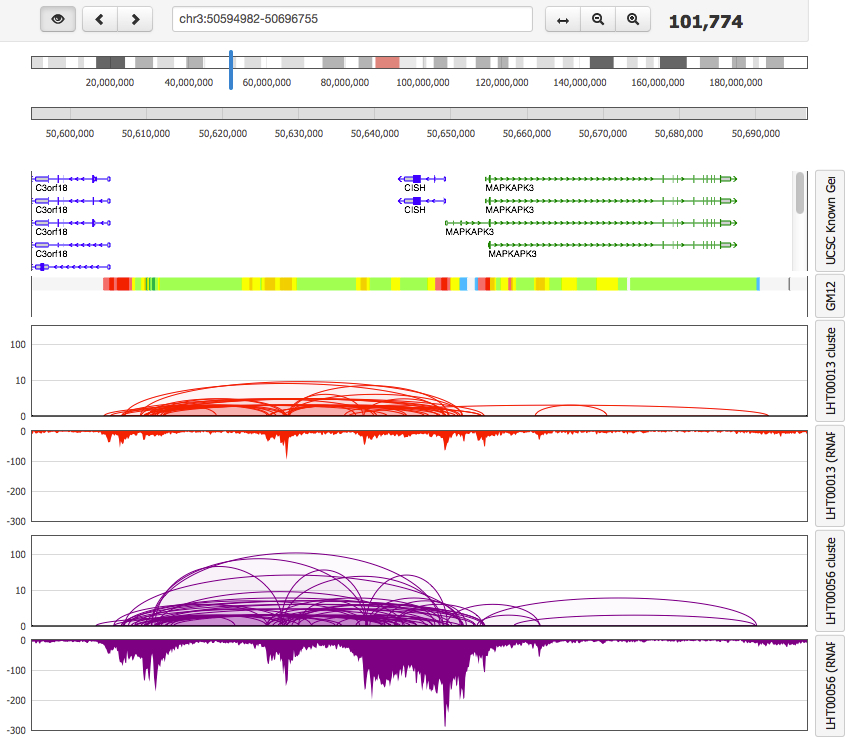 chr3:50594982-50696755
101,774
20,000,000 40,000,000 60,000,000 80,000,000 100,000,000 120,000,000 140,000,000 160,000,000 180,000,000
50,600,000 50,610,000 50,620,000 50,630,000 50,640,000 50,650,000 50,660,000 50,670,000 50,680,000 50,690,000
C3orf18 CISH MAPKAPK3
C3orf18 CISH MAPKAPK3
C3orf18 MAPKAPK3
C3orf18 MAPKAPK3
UCSC Known
GM12
100
10
0
LHT00013 cluste
0
-100
-200
-300
LHT00013 (RNAF
100
10
0
LHT00056 cluste
0
-100
-200
-300
LHT00056 (RNAF